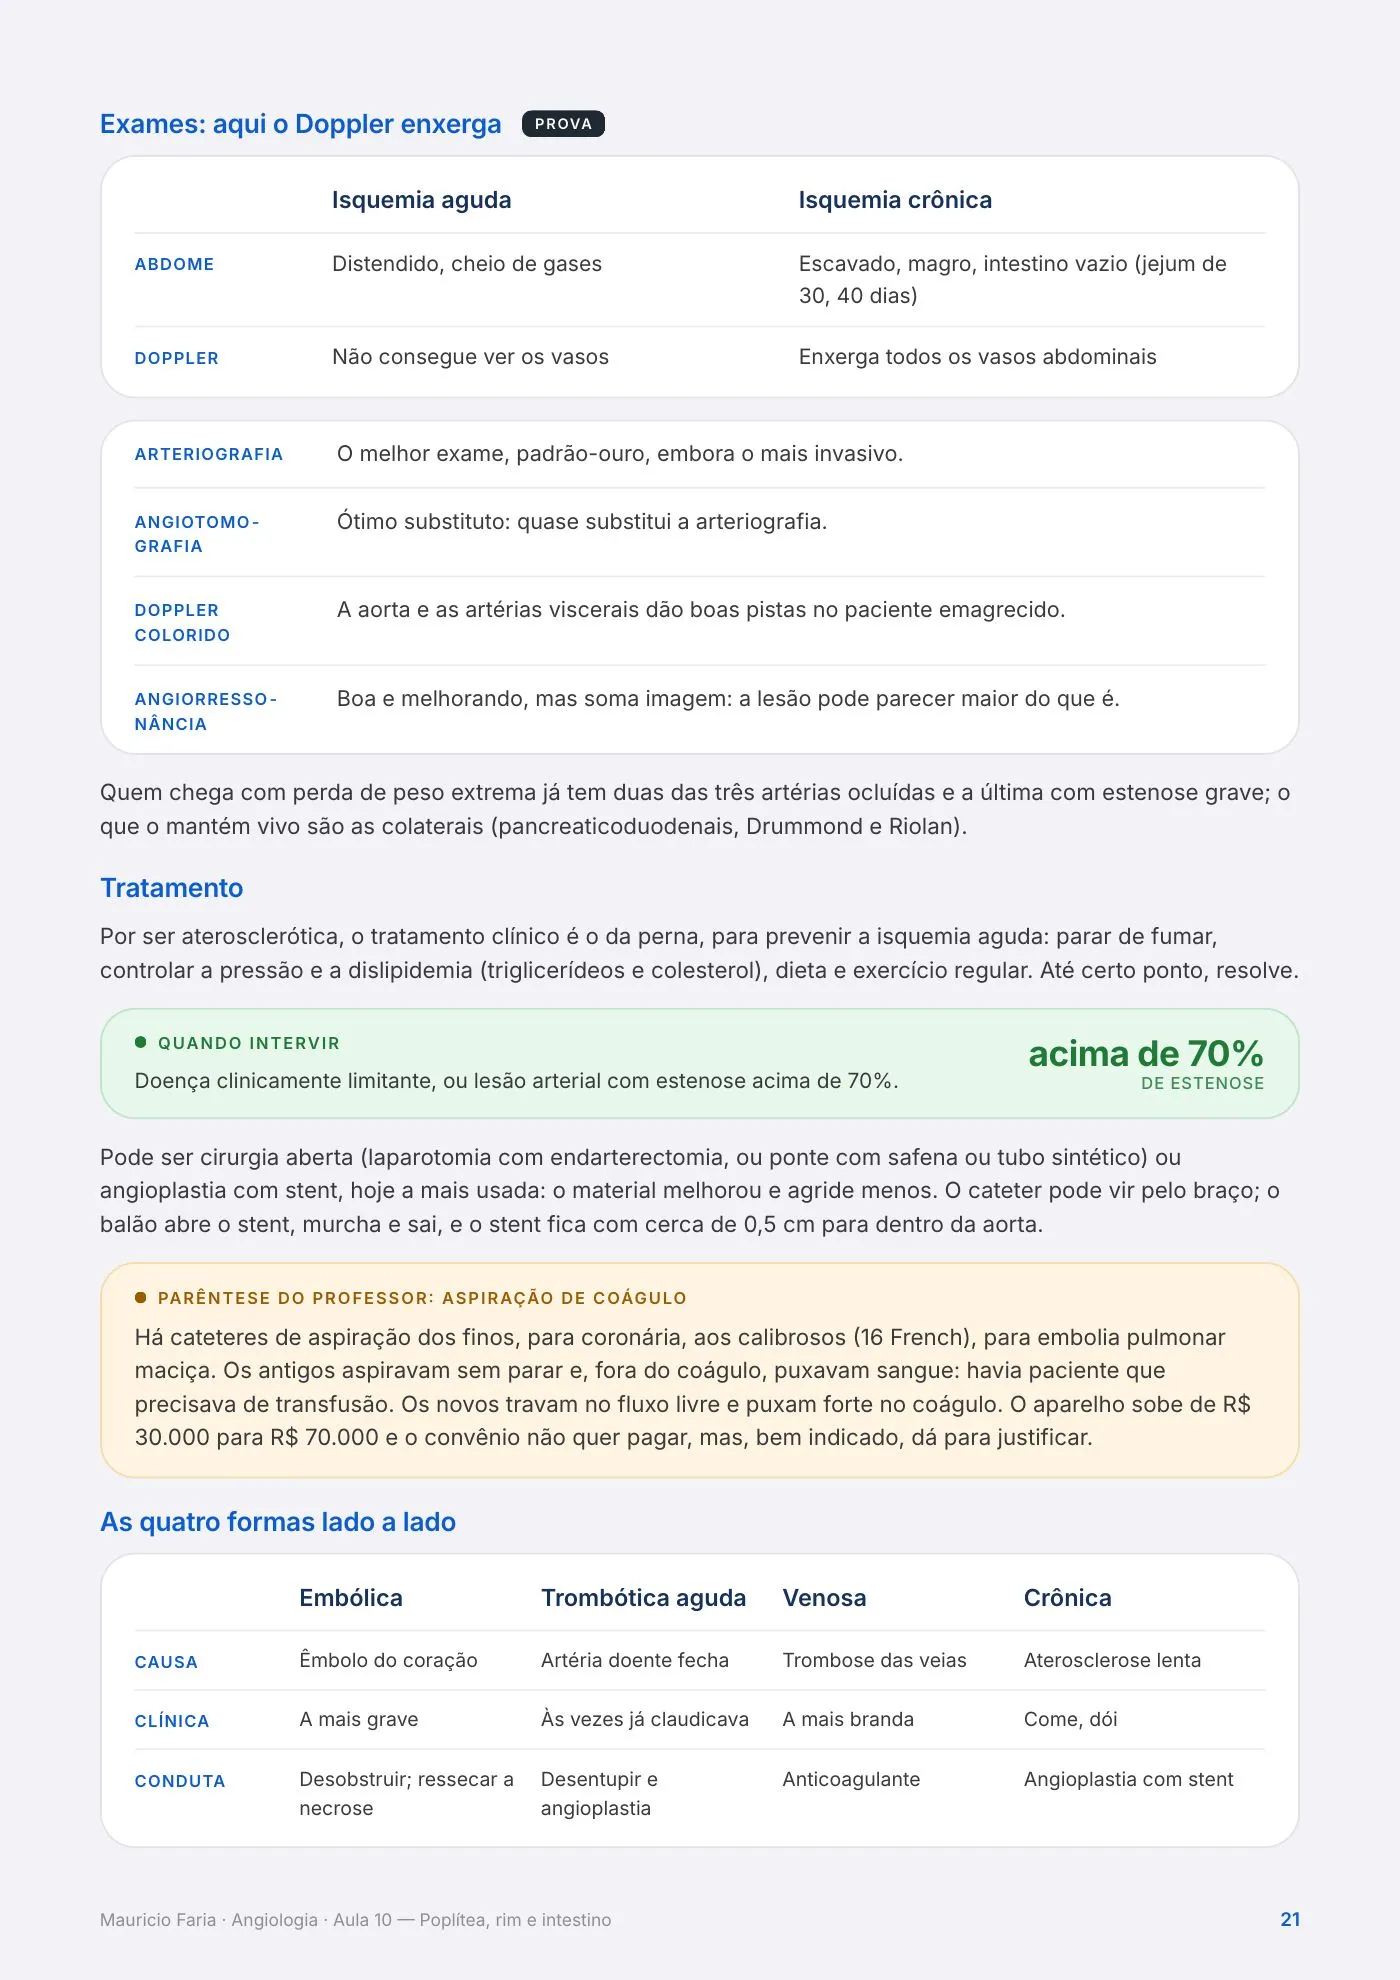 Exames: aqui o Doppler enxerga PROVA
Isquemia aguda Isquemia crônica
ABDOME Distendido, cheio de gases Escavado, magro, intestino vazio (jejum de
30, 40 dias)
DOPPLER Não consegue ver os vasos Enxerga todos os vasos abdominais
ARTERIOGRAFIA O melhor exame, padrão-ouro, embora o mais invasivo.
ANGIOTOMO- Ótimo substituto: quase substitui a arteriografia.
GRAFIA
DOPPLER A aorta e as artérias viscerais dão boas pistas no paciente emagrecido.
COLORIDO
ANGIORRESSO- Boa e melhorando, mas soma imagem: a lesão pode parecer maior do que é.
NÂNCIA
Quem chega com perda de peso extrema já tem duas das três artérias ocluídas e a última com estenose grave; o
que o mantém vivo são as colaterais (pancreaticoduodenais, Drummond e Riolan).
Tratamento
Por ser aterosclerótica, o tratamento clínico é o da perna, para prevenir a isquemia aguda: parar de fumar,
controlar a pressão e a dislipidemia (triglicerídeos e colesterol), dieta e exercício regular. Até certo ponto, resolve.
QUANDO INTERVIR
Doença clinicamente limitante, ou lesão arterial com estenose acima de 70%.
acima de 70%
DE ESTENOSE
Pode ser cirurgia aberta (laparotomia com endarterectomia, ou ponte com safena ou tubo sintético) ou
angioplastia com stent, hoje a mais usada: o material melhorou e agride menos. O cateter pode vir pelo braço; o
balão abre o stent, murcha e sai, e o stent fica com cerca de 0,5 cm para dentro da aorta.
PARÊNTESE DO PROFESSOR: ASPIRAÇÃO DE COÁGULO
Há cateteres de aspiração dos finos, para coronária, aos calibrosos (16 French), para embolia pulmonar
maciça. Os antigos aspiravam sem parar e, fora do coágulo, puxavam sangue: havia paciente que
precisava de transfusão. Os novos travam no fluxo livre e puxam forte no coágulo. O aparelho sobe de R$
30.000 para R$ 70.000 e o convênio não quer pagar, mas, bem indicado, dá para justificar.
As quatro formas lado a lado
Embólica Trombótica aguda Venosa Crônica
CAUSA Êmbolo do coração Artéria doente fecha Trombose das veias Aterosclerose lenta
CLÍNICA A mais grave Às vezes já claudicava A mais branda Come, dói
CONDUTA Desobstruir; ressecar a Desentupir e Anticoagulante Angioplastia com stent
necrose angioplastia
Mauricio Faria · Angiologia · Aula 10 — Poplítea, rim e intestino 21